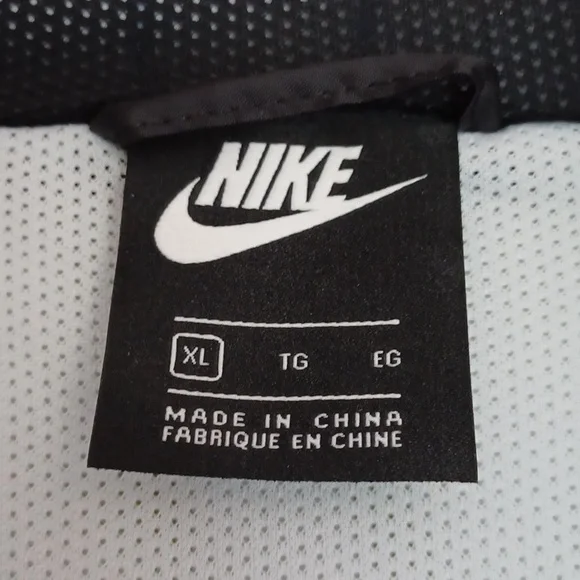 NIKE
XL TG EG
MADE IN CHINA
FABRIQUE EN CHINE